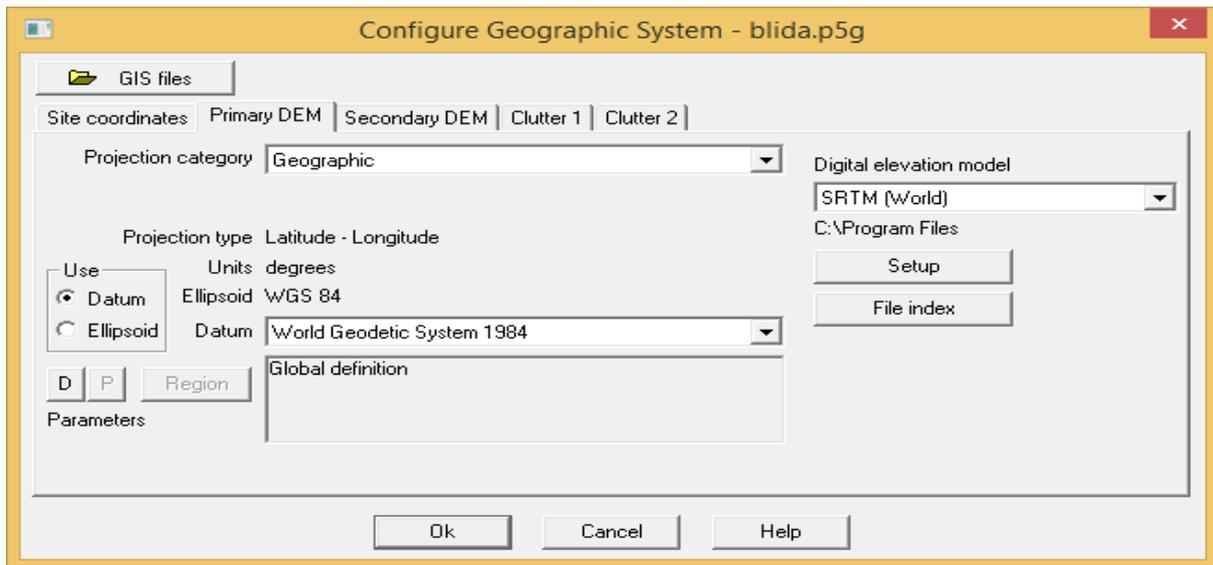 Configure Geographic System - blida.p5g
GIS files
Site coordinates Primary DEM Secondary DEM Clutter 1 Clutter 2
Projection category Geographic
Digital elevation model
SRTM (World)
C:\Program Files
Setup
File index
Projection type Latitude - Longitude
Use
Datum
Ellipsoid
Units degrees
Ellipsoid WGS 84
Datum World Geodetic System 1984
D P Region
Global definition
Parameters
Ok Cancel Help